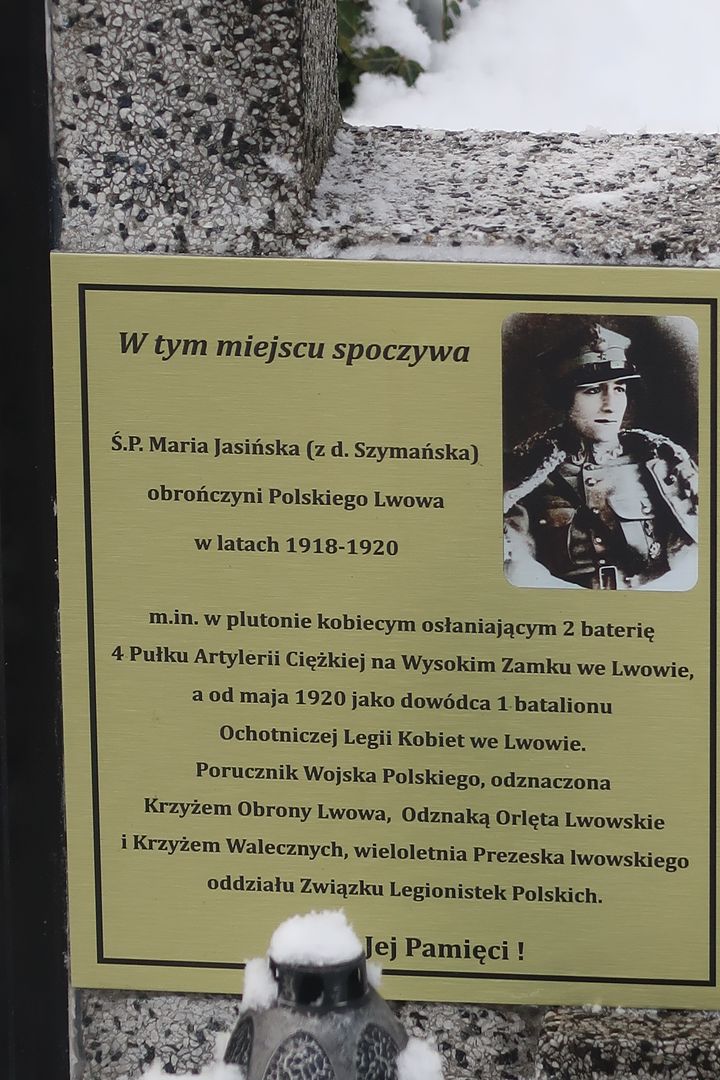 W tym miejscu spoczywa
Ś.P. Maria Jasińska (z d. Szymańska)
obrończyni Polskiego Lwowa
w latach 1918-1920
m.in. w plutonie kobiecym osłaniającym 2 baterię
4 Pułku Artylerii Ciężkiej na Wysokim Zamku we Lwowie,
a od maja 1920 jako dowódca 1 batalionu
Ochotniczej Legii Kobiet we Lwowie.
Porucznik Wojska Polskiego, odznaczona
Krzyżem Obrony Lwowa, Odznaką Orlęta Lwowskie
i Krzyżem Walecznych, wieloletnia Prezeska lwowskiego
oddziału Związku Legionistek Polskich.
Jej Pamięci !